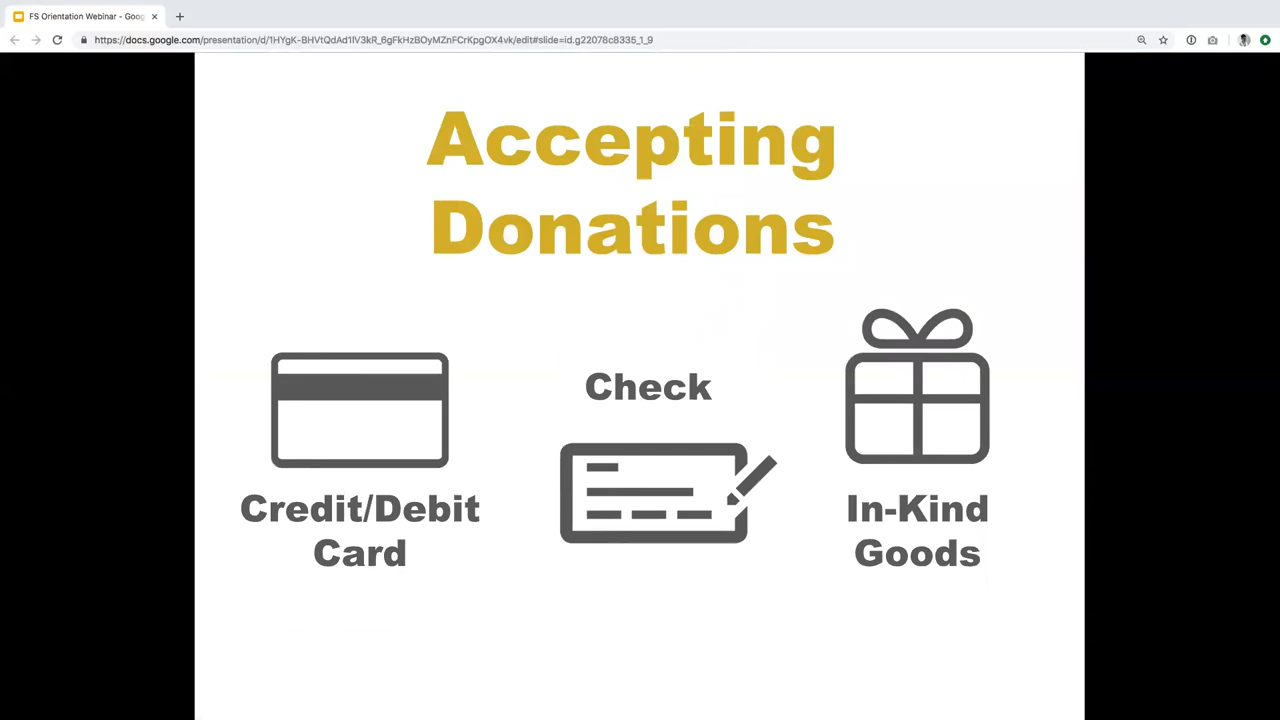 FS Orientation Webinar - Goog
https://docs.google.com/presentation/d/1HYgK-BHVtQdAd1lV3kR_6gFkHzBOyMZnFCrKpgOX4vk/edit#slide=id.g22078c8335_1_9
Accepting
Donations
Check
Credit/Debit
Card
In-Kind
Goods